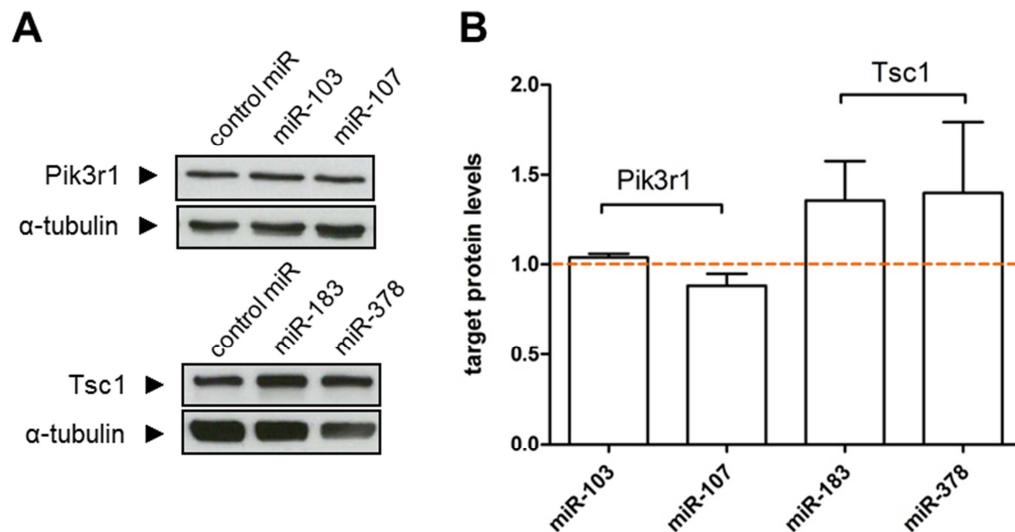 A
control miR
miR-103
miR-107
Pik3r1 ►
α-tubulin ►
control miR
miR-183
miR-378
Tsc1 ►
α-tubulin ►
B
target protein levels
2.0
1.5
1.0
0.5
0.0
Pik3r1
Tsc1
miR-103
miR-107
miR-183
miR-378